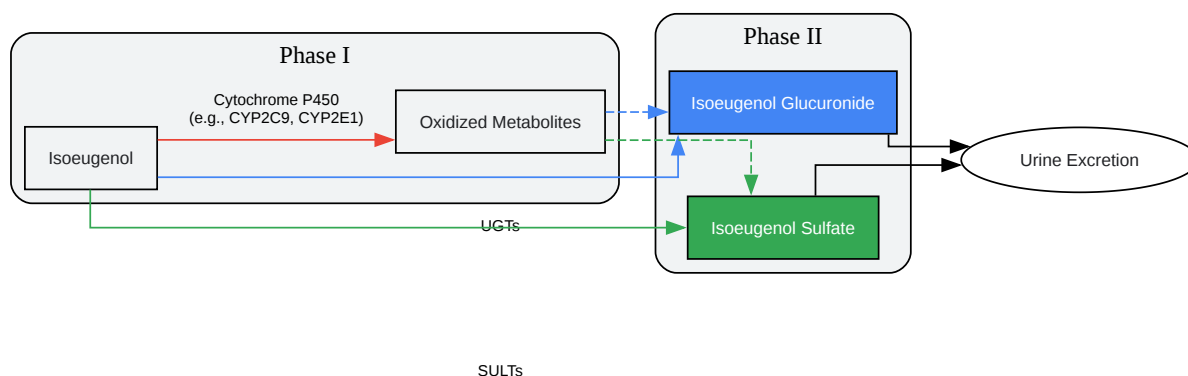 Phase I
Phase II
Cytochrome P450
(e.g., CYP2C9, CYP2E1)
Isoeugenol
Oxidized Metabolites
Isoeugenol Glucuronide
Urine Excretion
UGTs
Isoeugenol Sulfate
SULTs